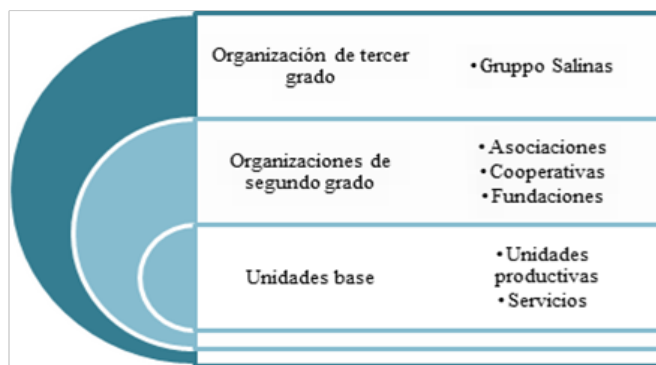 Organización de tercer
grado
•Gruppo Salinas
Organizaciones de
segundo grado
•Asociaciones
•Cooperativas
•Fundaciones
Unidades base
•Unidades
productivas
•Servicios